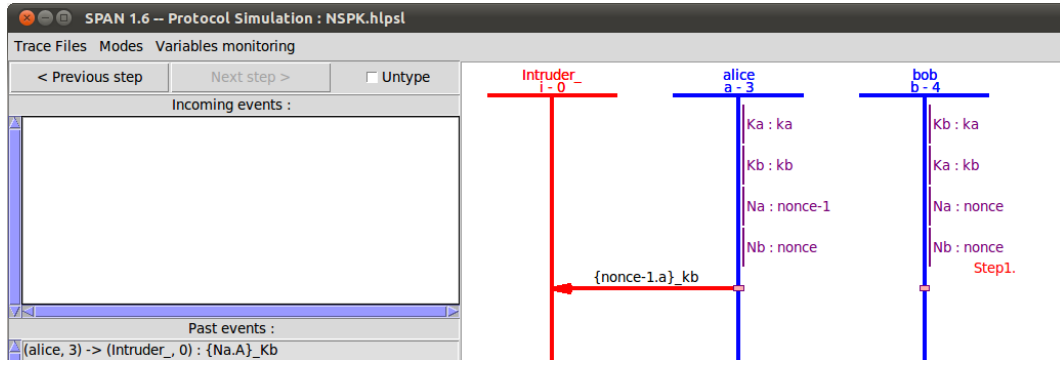 SPAN 1.6 -- Protocol Simulation : NSPK.hlpsl
Trace Files Modes Variables monitoring
< Previous step Next step > Untype
Incoming events :
Past events :
(alice, 3) -> (Intruder_, 0) : {Na.A}_Kb
Intruder_ alice bob
i - 0 a - 3 b - 4
Ka : ka Kb : ka
Kb : kb Ka : kb
Na : nonce-1 Na : nonce
Nb : nonce Nb : nonce
Step1.
{nonce-1.a}_kb